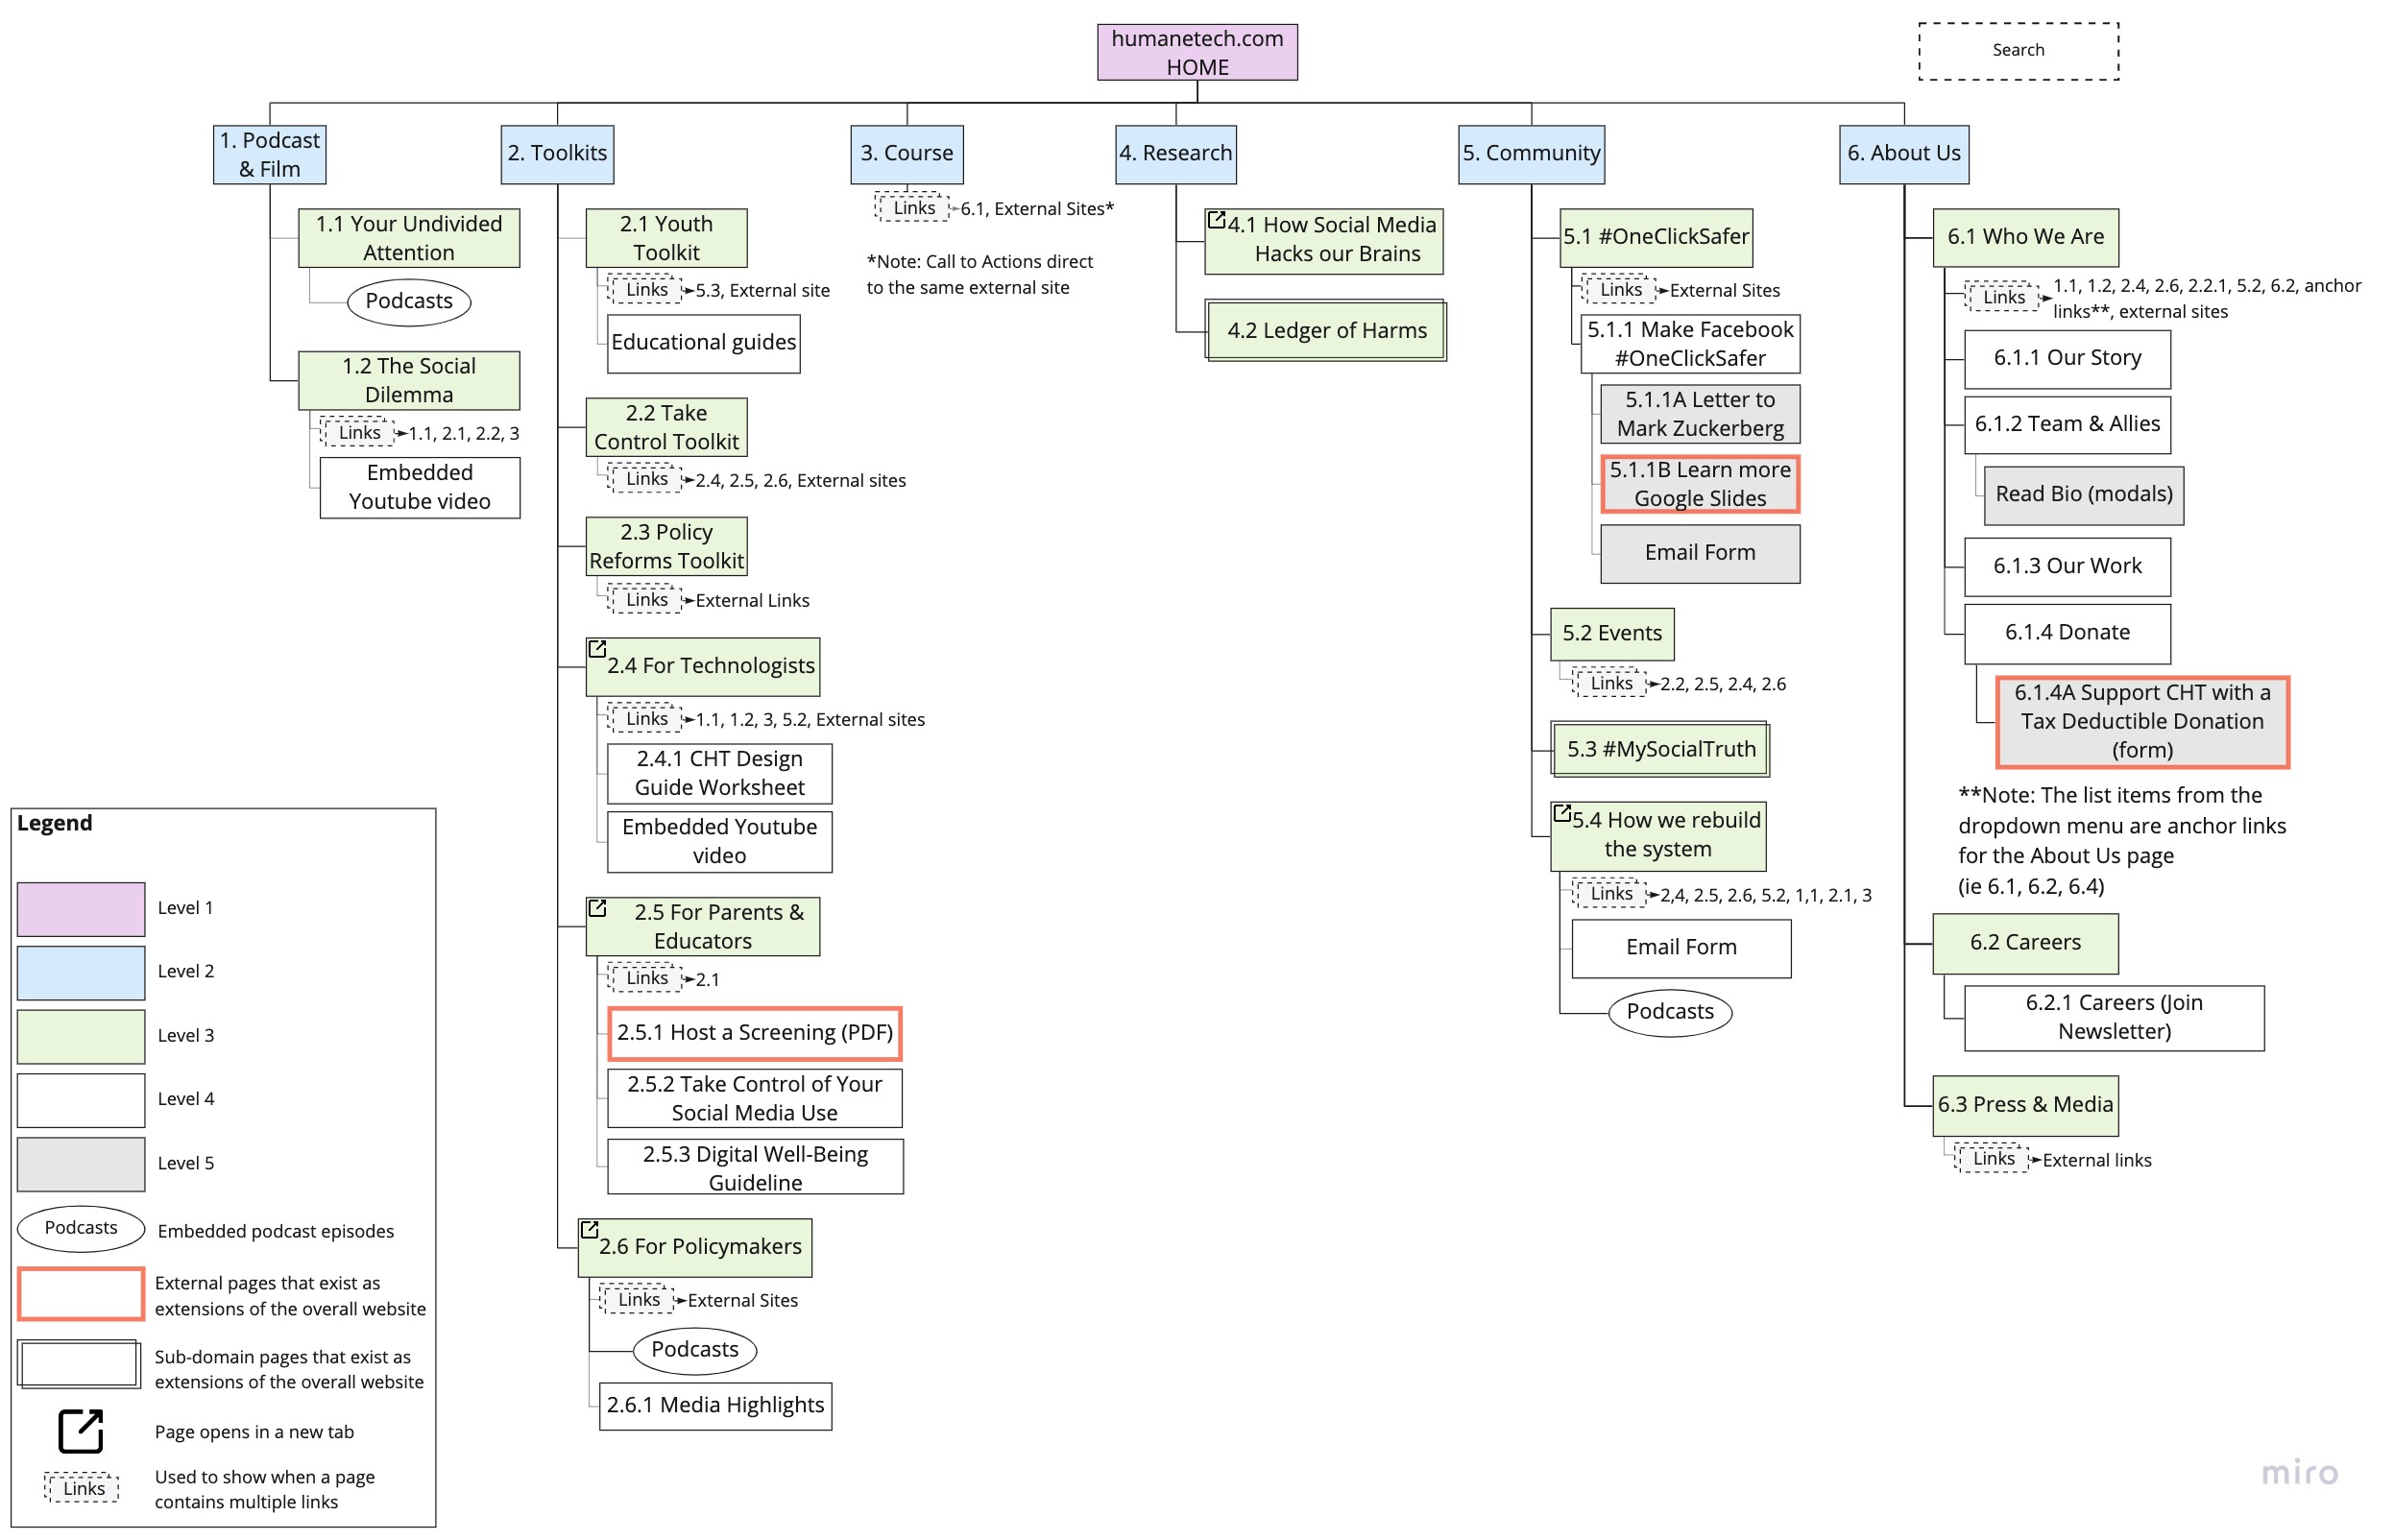 humanetech.com
HOME
Search
1. Podcast
& Film
1.1 Your Undivided
Attention
Podcasts
1.2 The Social
Dilemma
Links
1.1, 2.1, 2.2, 3
Embedded
Youtube video
2. Toolkits
2.1 Youth
Toolkit
Links
5.3, External site
Educational guides
2.2 Take
Control Toolkit
Links
2.4, 2.5, 2.6, External sites
2.3 Policy
Reforms Toolkit
Links
External Links
2.4 For Technologists
Links
1.1, 1.2, 3, 5.2, External sites
2.4.1 CHT Design
Guide Worksheet
Embedded Youtube
video
2.5 For Parents &
Educators
Links
2.1
2.5.1 Host a Screening (PDF)
2.5.2 Take Control of Your
Social Media Use
2.5.3 Digital Well-Being
Guideline
2.6 For Policymakers
Links
External Sites
Podcasts
2.6.1 Media Highlights
3. Course
Links
6.1, External Sites*
*Note: Call to Actions direct
to the same external site
4. Research
4.1 How Social Media
Hacks our Brains
4.2 Ledger of Harms
5. Community
5.1 #OneClickSafer
Links
External Sites
5.1.1 Make Facebook
#OneClickSafer
5.1.1A Letter to
Mark Zuckerberg
5.1.1B Learn more
Google Slides
Email Form
5.2 Events
Links
2.2, 2.5, 2.4, 2.6
5.3 #MySocialTruth
5.4 How we rebuild
the system
Links
2,4, 2.5, 2.6, 5.2, 1,1, 2.1, 3
Email Form
Podcasts
6. About Us
6.1 Who We Are
Links
1.1, 1.2, 2.4, 2.6, 2.2.1, 5.2, 6.2, anchor
links**, external sites
6.1.1 Our Story
6.1.2 Team & Allies
Read Bio (modals)
6.1.3 Our Work
6.1.4 Donate
6.1.4A Support CHT with a
Tax Deductible Donation
(form)
**Note: The list items from the
dropdown menu are anchor links
for the About Us page
(ie 6.1, 6.2, 6.4)
6.2 Careers
6.2.1 Careers (Join
Newsletter)
6.3 Press & Media
Links
External links
Legend
Level 1
Level 2
Level 3
Level 4
Level 5
Podcasts
Embedded podcast episodes
External pages that exist as
extensions of the overall website
Sub-domain pages that exist as
extensions of the overall website
Page opens in a new tab
Links
Used to show when a page
contains multiple links
miro